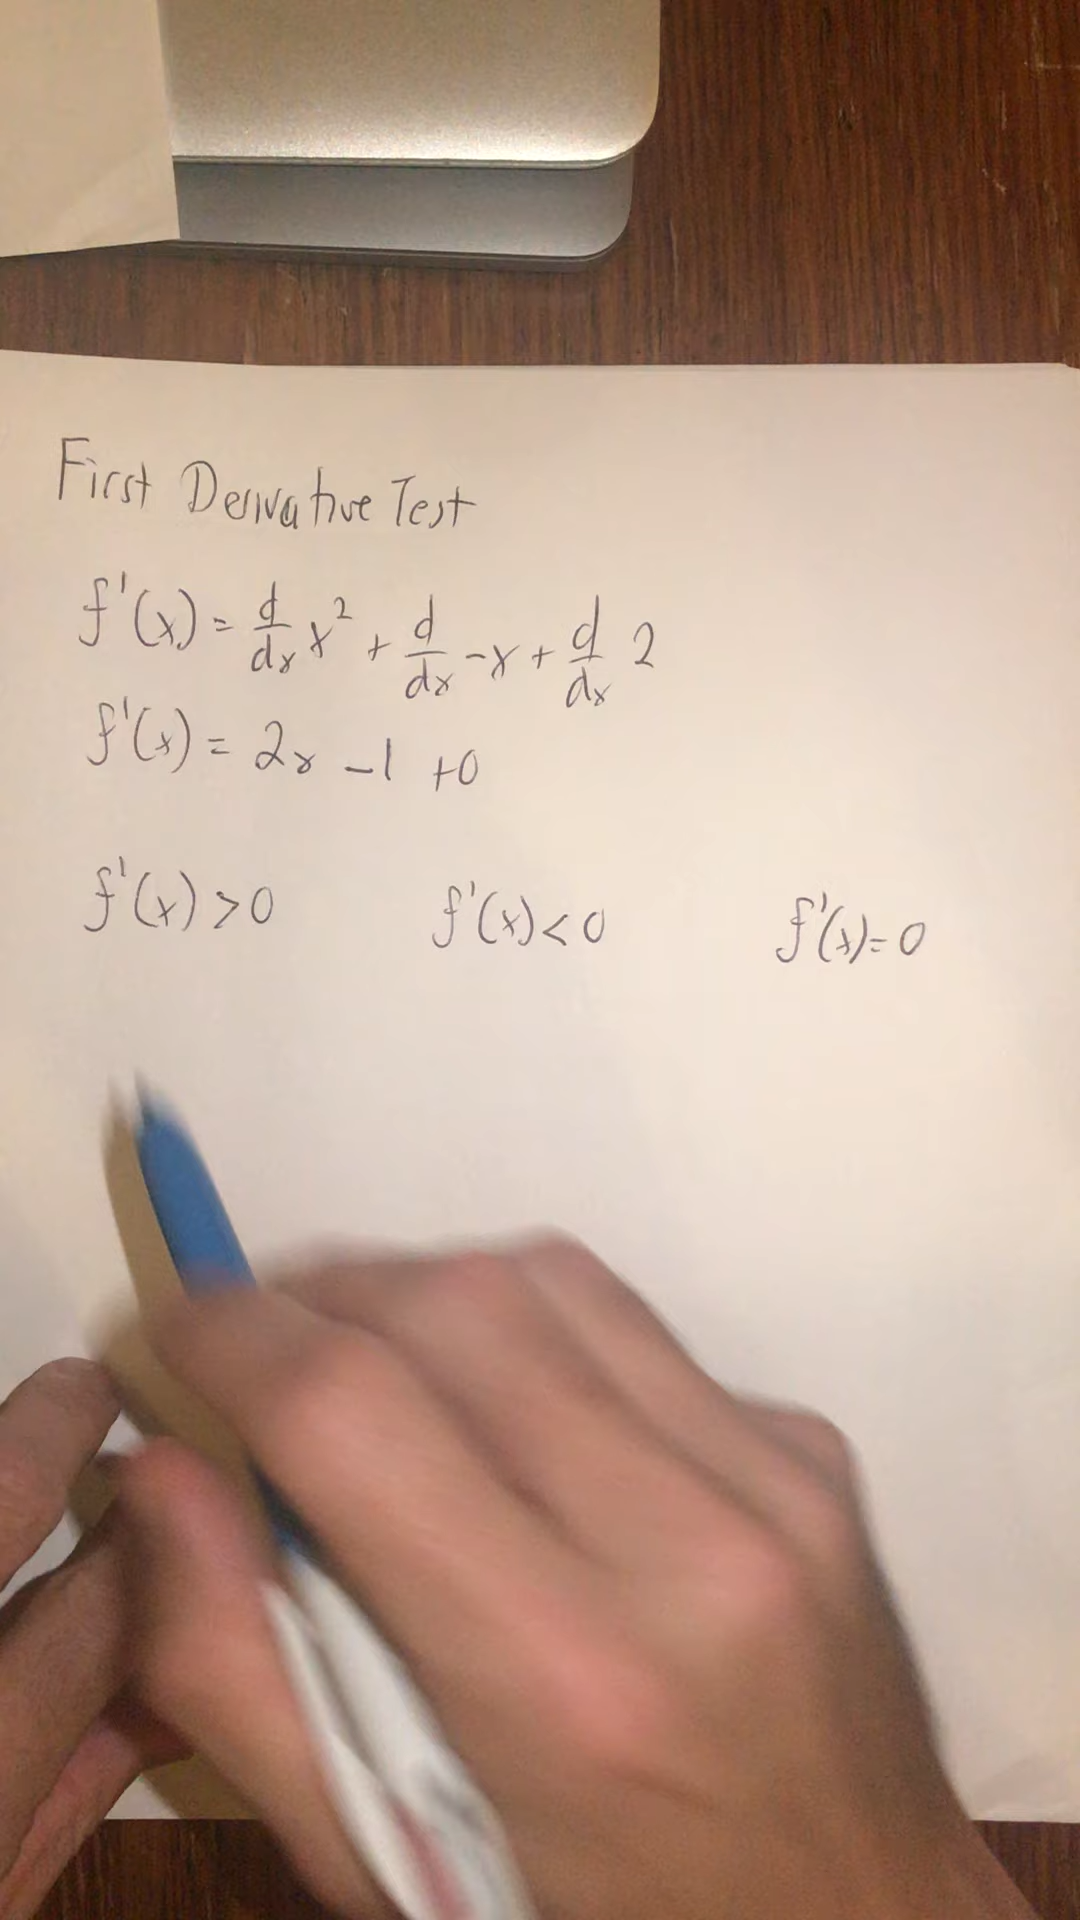 First Derivative Test
f'(x) = d/dx x² + d/dx -x + d/dx 2
f'(x) = 2x -1 +0
f'(x) >0 f'(x) < 0 f'(x) = 0